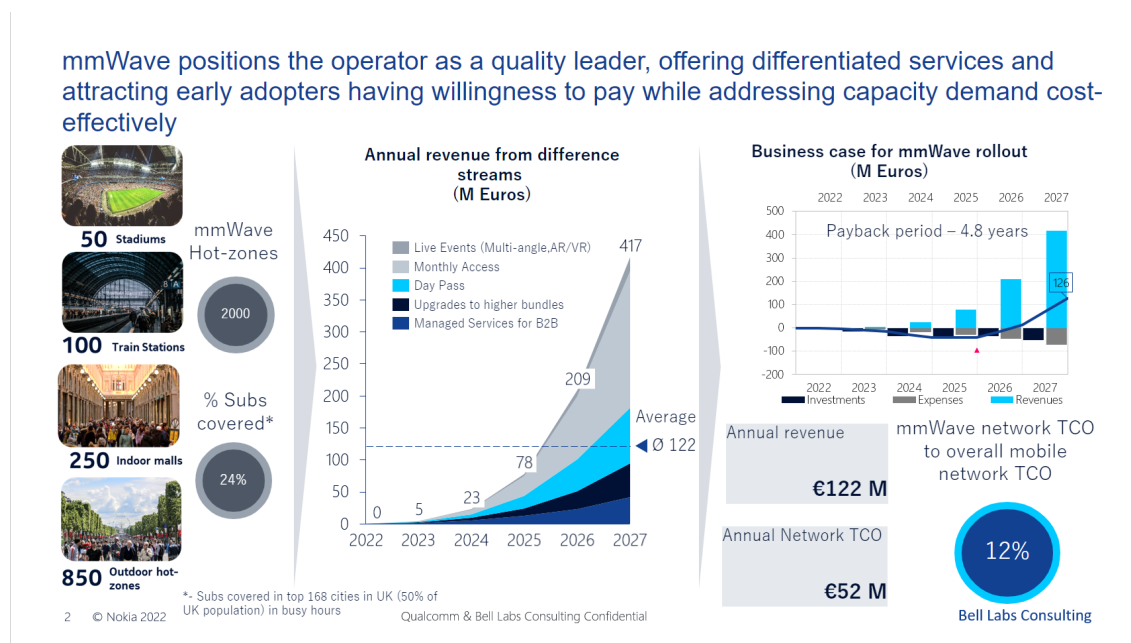 mmWave positions the operator as a quality leader, offering differentiated services and
attracting early adopters having willingness to pay while addressing capacity demand cost-
effectively
50 Stadiums
100 Train Stations
250 Indoor malls
850 Outdoor hot-
zones
mmWave
Hot-zones
2000
% Subs
covered*
24%
*- Subs covered in top 168 cities in UK (50% of
UK population) in busy hours
Annual revenue from difference
streams
(M Euros)
450
400
350
300
250
200
150
100
50
0
Live Events (Multi-angle,AR/VR)
Monthly Access
Day Pass
Upgrades to higher bundles
Managed Services for B2B
0
5
23
78
209
417
Average
Ø 122
2022 2023 2024 2025 2026 2027
Business case for mmWave rollout
(M Euros)
2022 2023 2024 2025 2026 2027
500
400
300
200
100
0
-100
-200
Payback period – 4.8 years
126
2022 2023 2024 2025 2026 2027
Investments Expenses Revenues
Annual revenue
€122 M
Annual Network TCO
€52 M
mmWave network TCO
to overall mobile
network TCO
12%
Bell Labs Consulting
2 © Nokia 2022
Qualcomm & Bell Labs Consulting Confidential